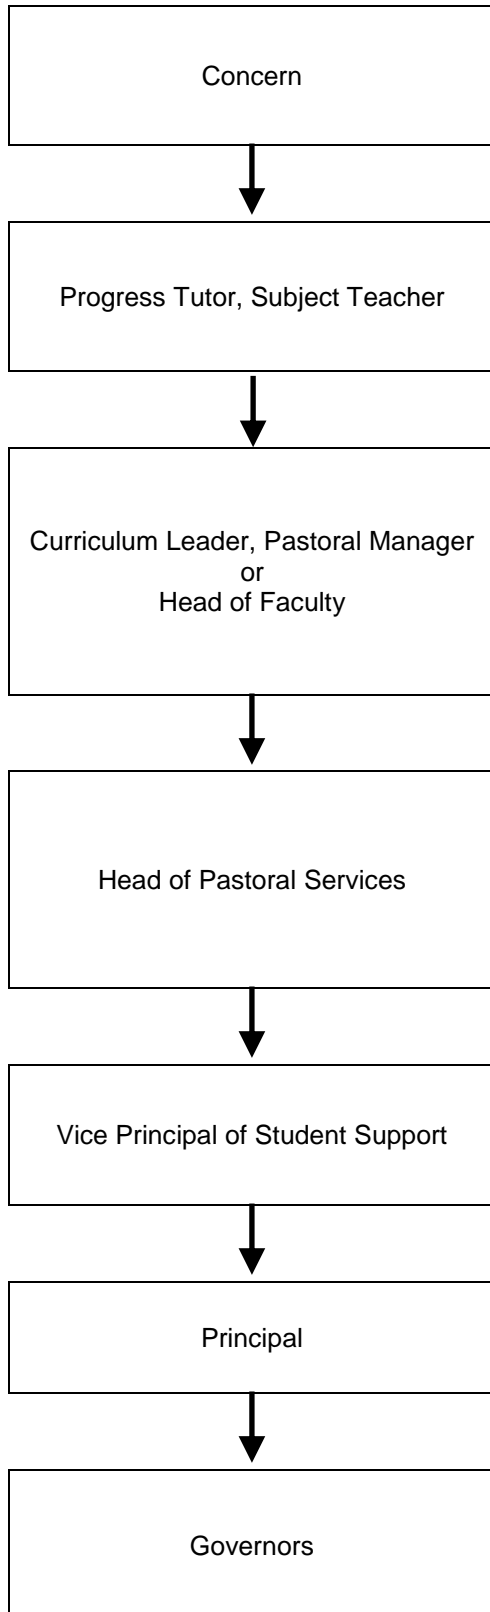 Concern
Progress Tutor, Subject Teacher
Curriculum Leader, Pastoral Manager
or
Head of Faculty
Head of Pastoral Services
Vice Principal of Student Support
Principal
Governors